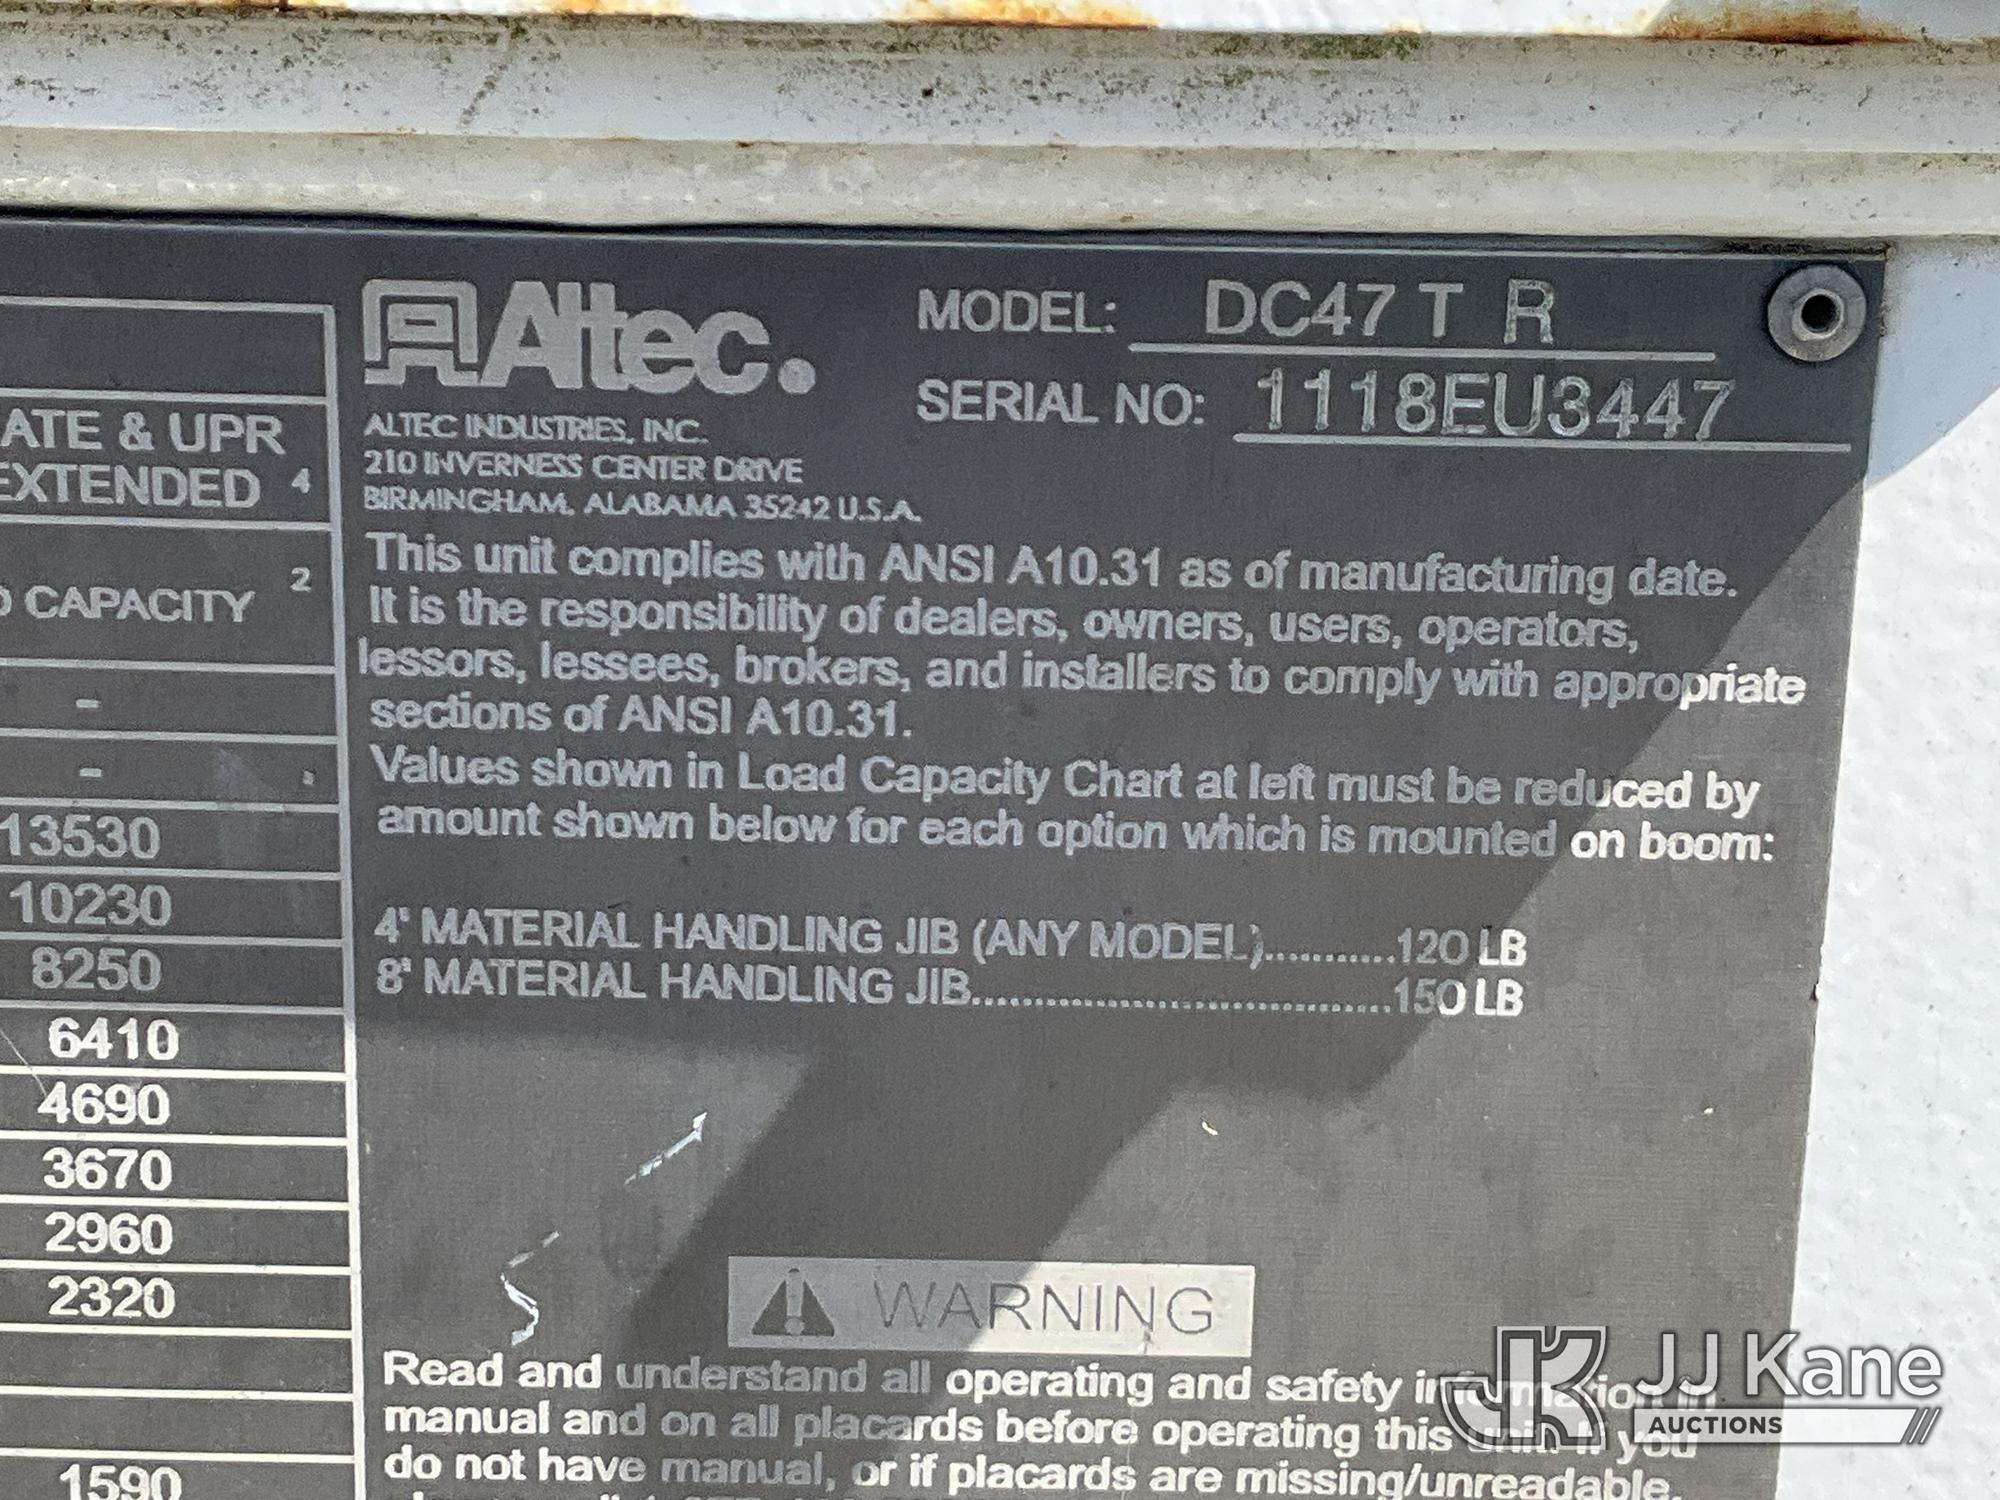 Altec.
MODEL: DC47 T R
SERIAL NO: 1118EU3447
ALTEC INDUSTRIES, INC.
210 INVERNESS CENTER DRIVE
BIRMINGHAM, ALABAMA 35242 U.S.A.
This unit complies with ANSI A10.31 as of manufacturing date.
It is the responsibility of dealers, owners, users, operators,
lessors, lessees, brokers, and installers to comply with appropriate
sections of ANSI A10.31.
Values shown in Load Capacity Chart at left must be reduced by
amount shown below for each option which is mounted on boom:
4' MATERIAL HANDLING JIB (ANY MODEL)...........120 LB
8' MATERIAL HANDLING JIB..................................150 LB
WARNING
Read and understand all operating and safety information in
manual and on all placards before operating this unit. If you
do not have manual, or if placards are missing/unreadable,
ATE & UPR
EXTENDED 4
CAPACITY 2
-
-
13530
10230
8250
6410
4690
3670
2960
2320
1590
JK JJ Kane
AUCTIONS